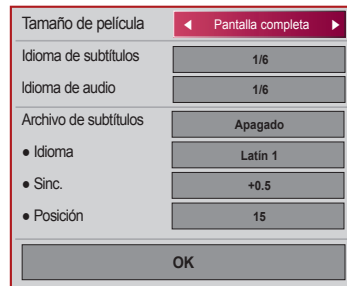 Tamaño de película ◀ Pantalla completa ▶
Idioma de subtítulos 1/6
Idioma de audio 1/6
Archivo de subtítulos Apagado
● Idioma Latín 1
● Sinc. +0.5
● Posición 15
OK